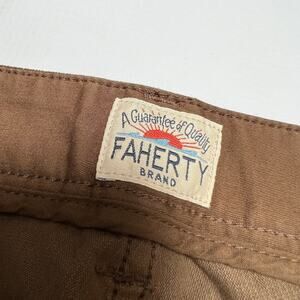 A Guarantee of Quality
FAHERTY
BRAND